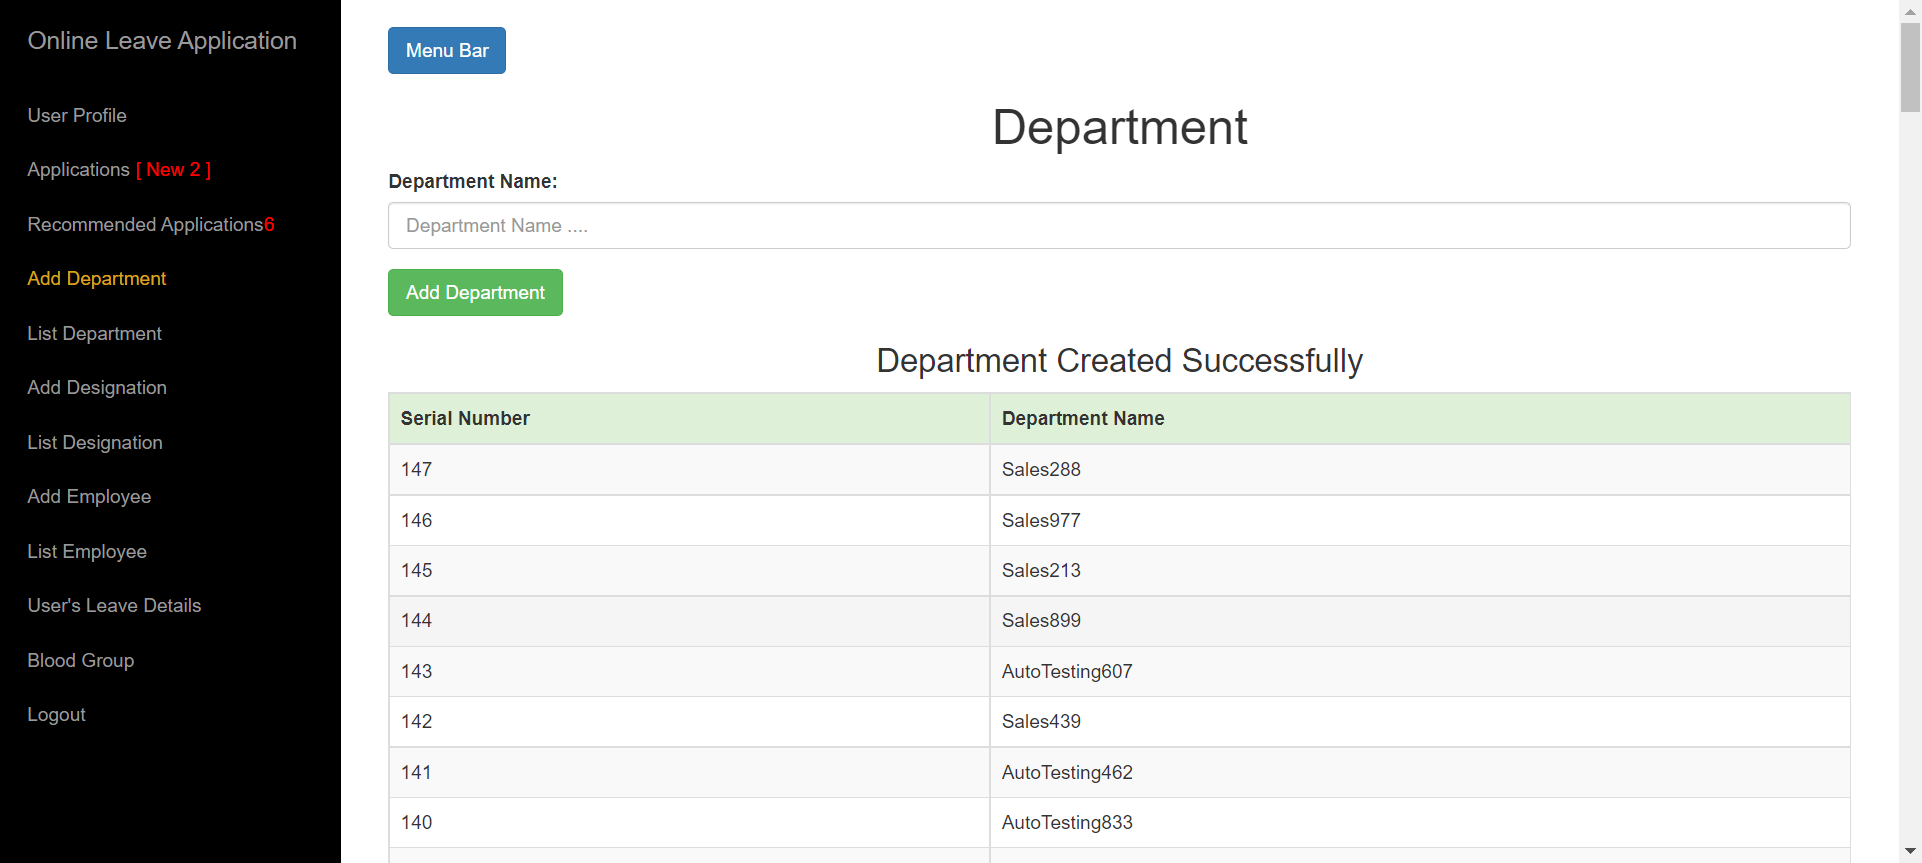 Online Leave Application
User Profile
Applications [ New 2 ]
Recommended Applications6
Add Department
List Department
Add Designation
List Designation
Add Employee
List Employee
User's Leave Details
Blood Group
Logout
Menu Bar
Department
Department Name:
Department Name ....
Add Department
Department Created Successfully
Serial Number Department Name
147 Sales288
146 Sales977
145 Sales213
144 Sales899
143 AutoTesting607
142 Sales439
141 AutoTesting462
140 AutoTesting833